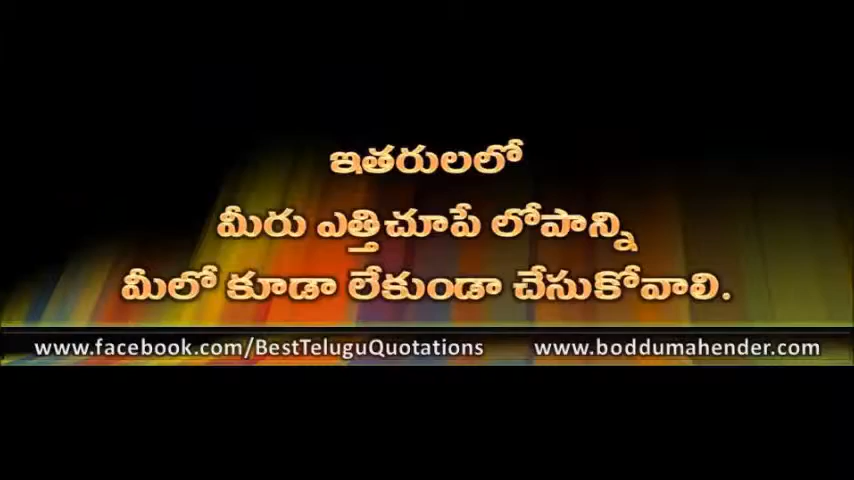 ఇతరులలో
మీరు ఎత్తిచూపే లోపాన్ని
మీలో కూడా లేకుండా చేసుకోవాలి.
www.facebook.com/BestTeluguQuotations www.boddumahender.com